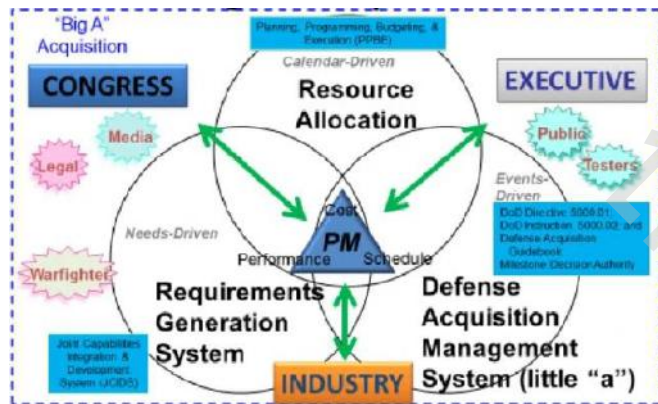 “Big A”
Acquisition
Planning, Programming, Budgeting, &
Execution (PPBE)
Calendar-Driven
CONGRESS
EXECUTIVE
Resource
Allocation
Media
Legal
Public
Testers
Events-
Driven
Needs-Driven
Cost
PM
Performance
Schedule
DoD Directive 5000.01;
DoD Instruction 5000.02; and
Defense Acquisition
Guidebook
Milestone Decision Authority
Warfighter
Requirements
Generation
System
Defense
Acquisition
Management
System (little “a”)
Joint Capabilities
Integration &
Development
System (JCIDS)
INDUSTRY